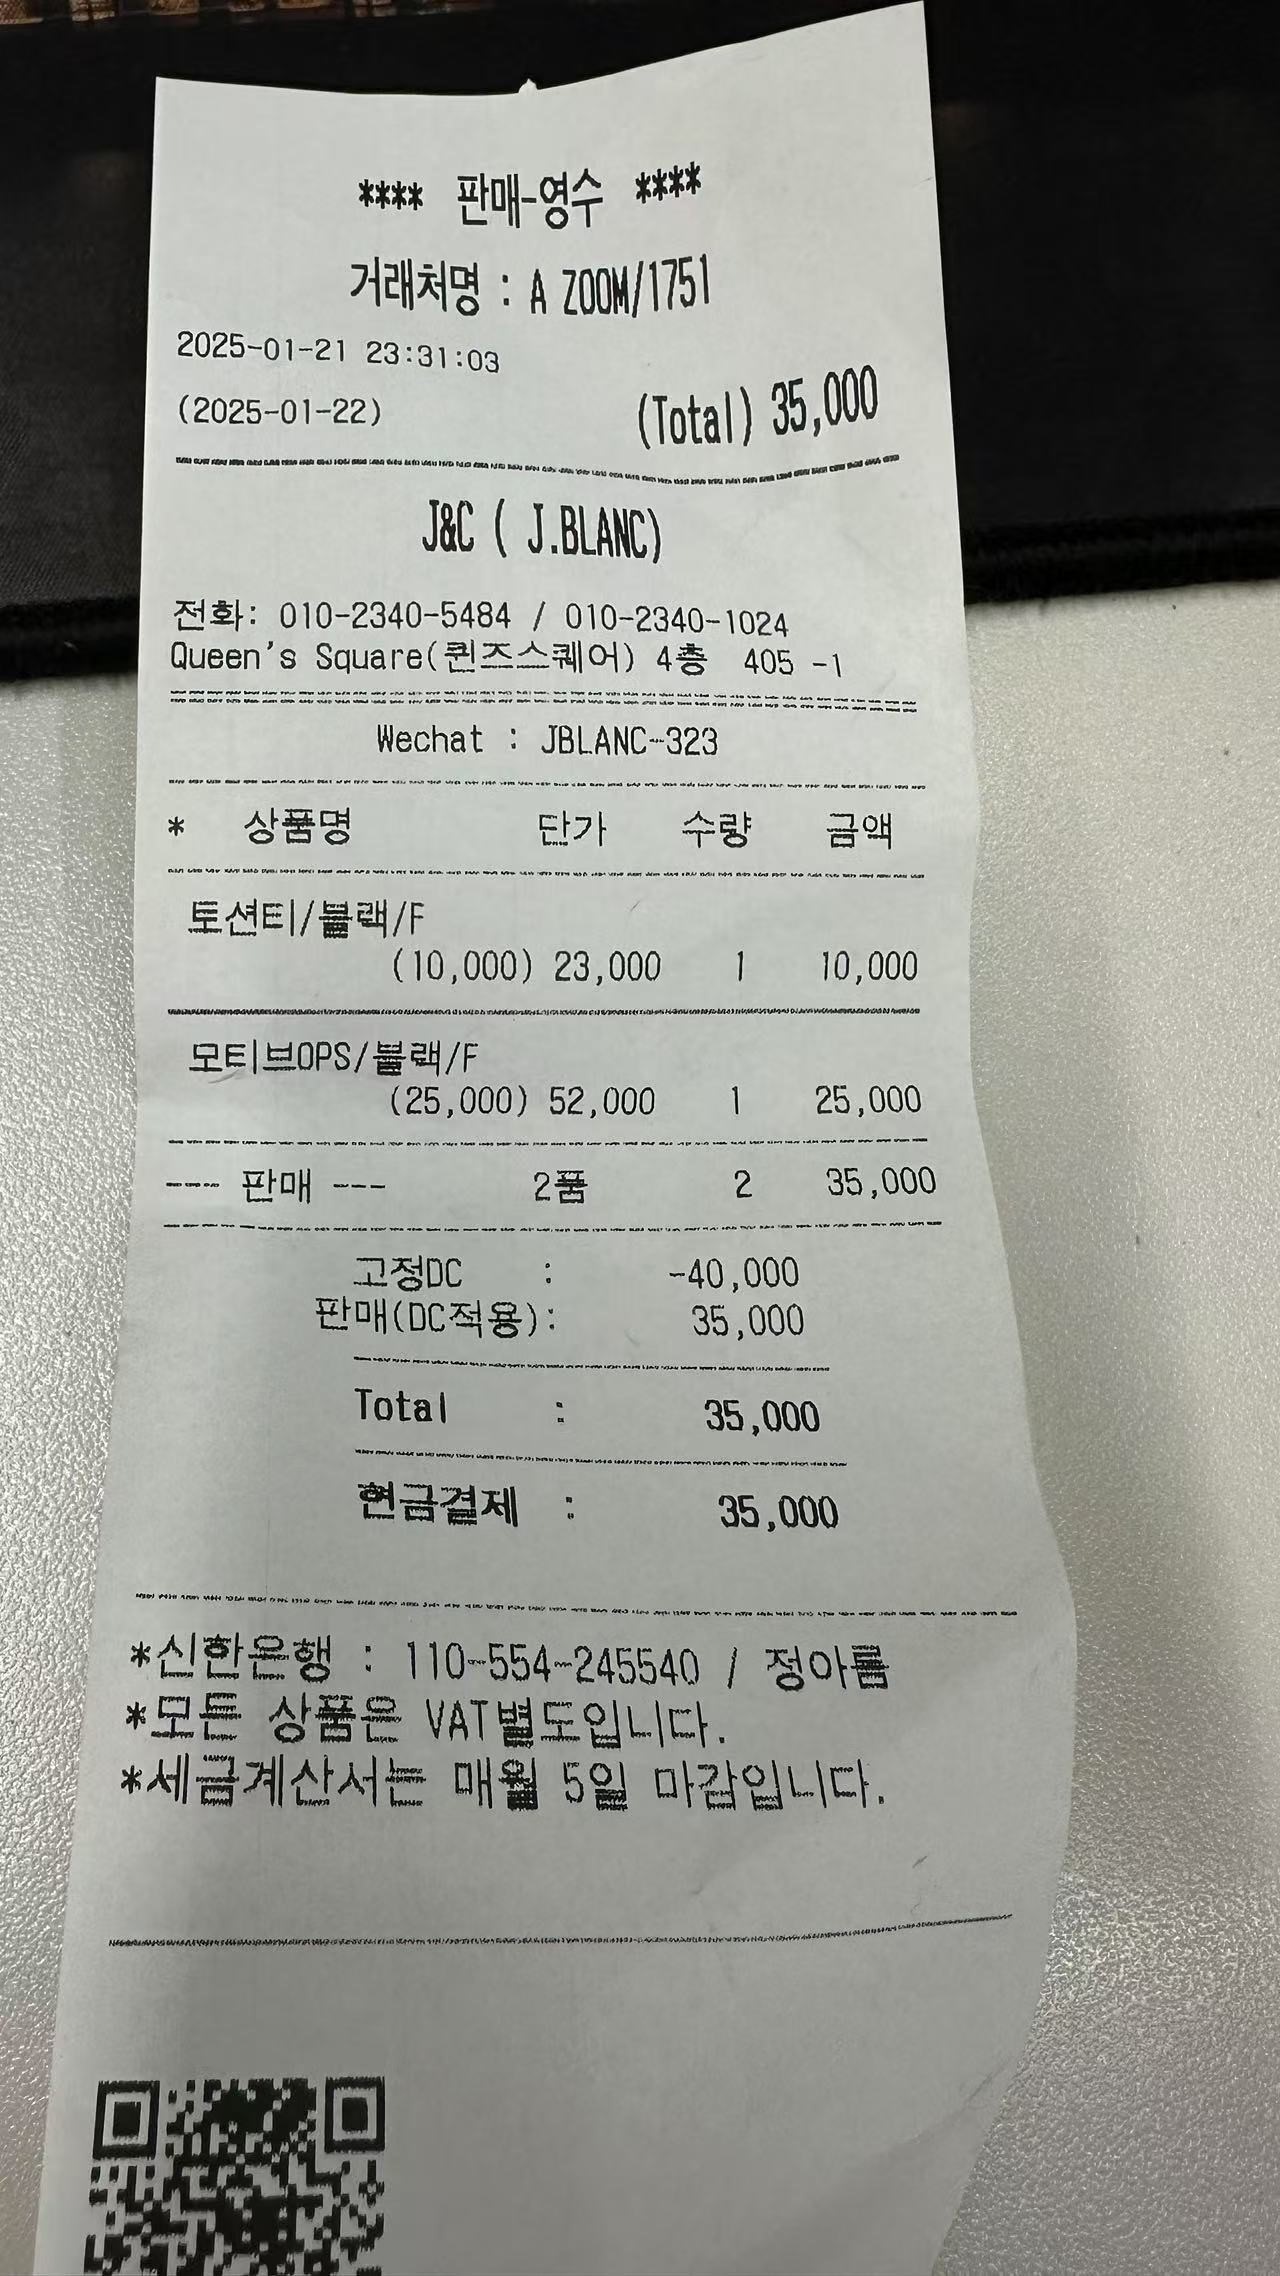 **** 판매-영수 ****
거래처명 : A ZOOM/1751
2025-01-21 23:31:03
(2025-01-22) (Total) 35,000
J&C ( J.BLANC)
전화: 010-2340-5484 / 010-2340-1024
Queen's Square(퀸즈스퀘어) 4층 405 -1
Wechat : JBLANC-323
* 상품명 단가 수량 금액
토션티/블랙/F
(10,000) 23,000 1 10,000
모티브OPS/블랙/F
(25,000) 52,000 1 25,000
--- 판매 --- 2품 2 35,000
고정DC : -40,000
판매(DC적용): 35,000
Total : 35,000
현금결제 : 35,000
*신한은행 : 110-554-245540 / 정아름
*모든 상품은 VAT별도입니다.
*세금계산서는 매월 5일 마감입니다.